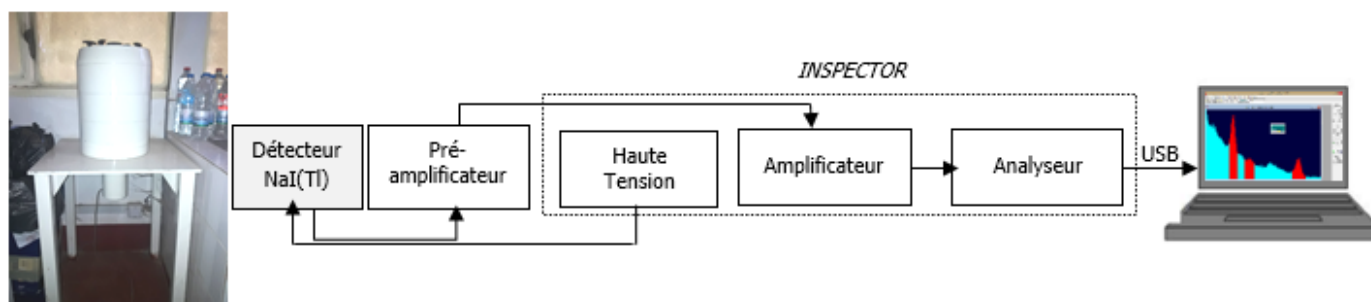 INSPECTOR
Détecteur
NaI(Tl)
Pré-
amplificateur
Haute
Tension
Amplificateur
Analyseur
USB